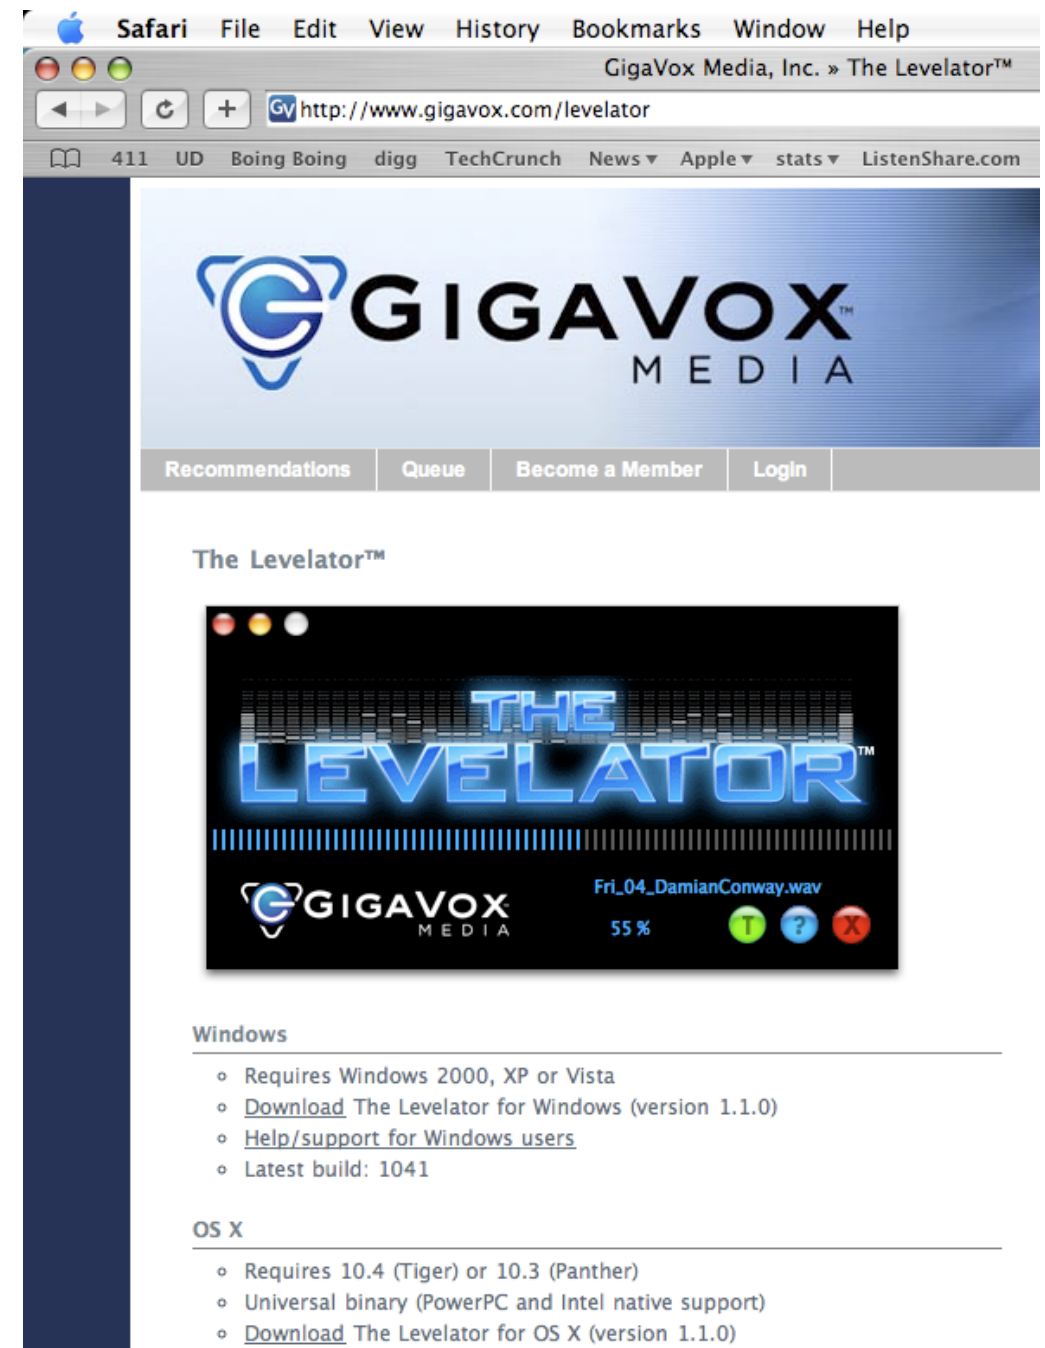 Safari File Edit View History Bookmarks Window Help
GigaVox Media, Inc. » The Levelator™
Gv http://www.gigavox.com/levelator
411 UD Boing Boing digg TechCrunch News Apple stats ListenShare.com
GIGAVOX™
MEDIA
Recommendations Queue Become a Member Login
The Levelator™
THE
LEVELATOR™
Fri_04_DamianConway.wav
GIGAVOX
MEDIA
55 % T ? X
Windows
Requires Windows 2000, XP or Vista
Download The Levelator for Windows (version 1.1.0)
Help/support for Windows users
Latest build: 1041
OS X
Requires 10.4 (Tiger) or 10.3 (Panther)
Universal binary (PowerPC and Intel native support)
Download The Levelator for OS X (version 1.1.0)